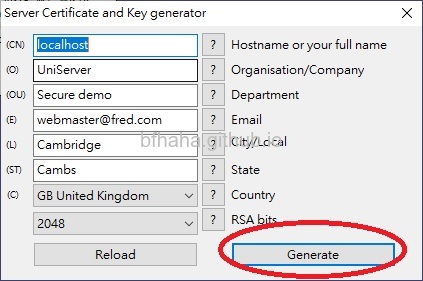 Server Certificate and Key generator
(CN) localhost ? Hostname or your full name
(O) UniServer ? Organisation/Company
(OU) Secure demo ? Department
(E) webmaster@fred.com ? Email
bfhaha.github.io
(L) Cambridge ? City/Local
(ST) Cambs ? State
(C) GB United Kingdom ? Country
2048 ? RSA bits
Reload Generate